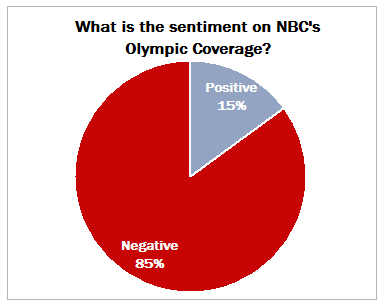 What is the sentiment on NBC's
Olympic Coverage?
Positive
15%
Negative
85%